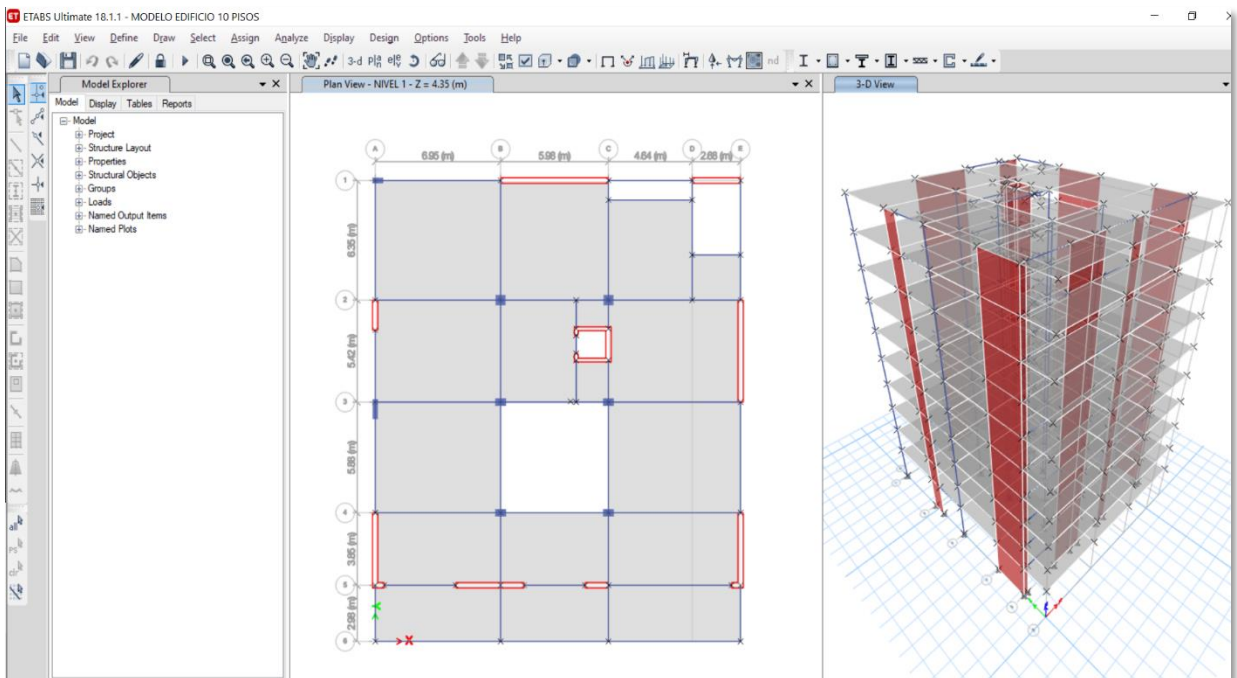 ETABS Ultimate 18.1.1 - MODELO EDIFICIO 10 PISOS
File Edit View Define Draw Select Assign Analyze Display Design Options Tools Help
3-d
nd
Model Explorer
Plan View - NIVEL 1 - Z = 4.35 (m)
3-D View
Model Display Tables Reports
Model
Project
Structure Layout
Properties
Structural Objects
Groups
Loads
Named Output Items
Named Plots
all
A B C D E
6.95 (m) 5.98 (m) 4.64 (m) 2.66 (m)
1
6.35 (m)
2
5.42 (m)
3
5.88 (m)
4
3.85 (m)
5
2.98 (m)
6
X
Y